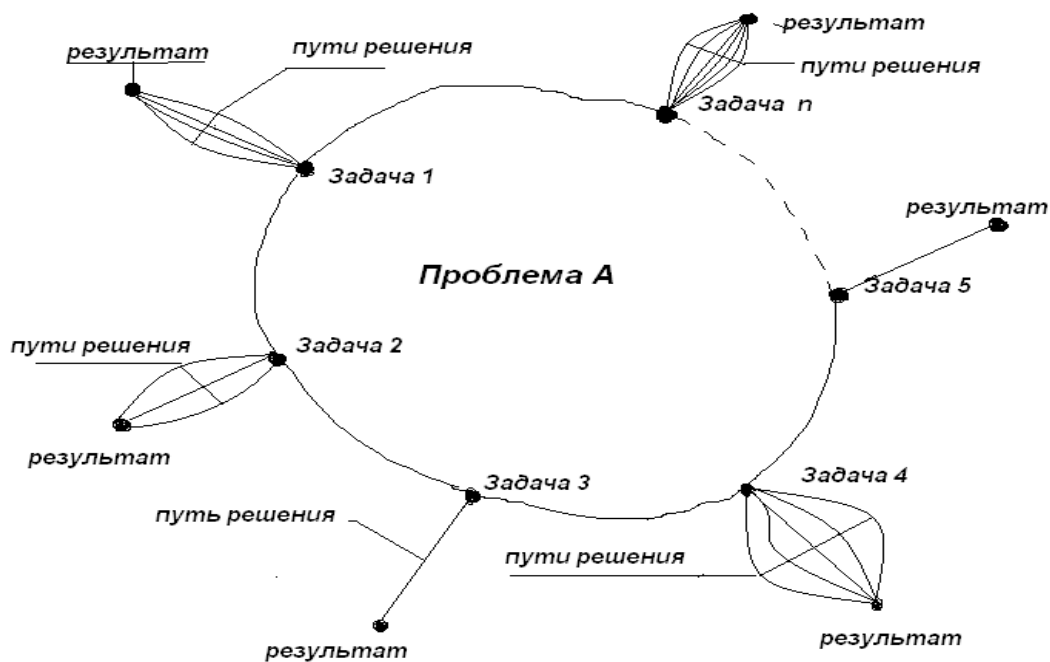 результат
пути решения
результат
пути решения
Задача n
Задача 1
результат
Проблема А
Задача 5
пути решения
Задача 2
результат
Задача 3
Задача 4
путь решения
пути решения
результат
результат